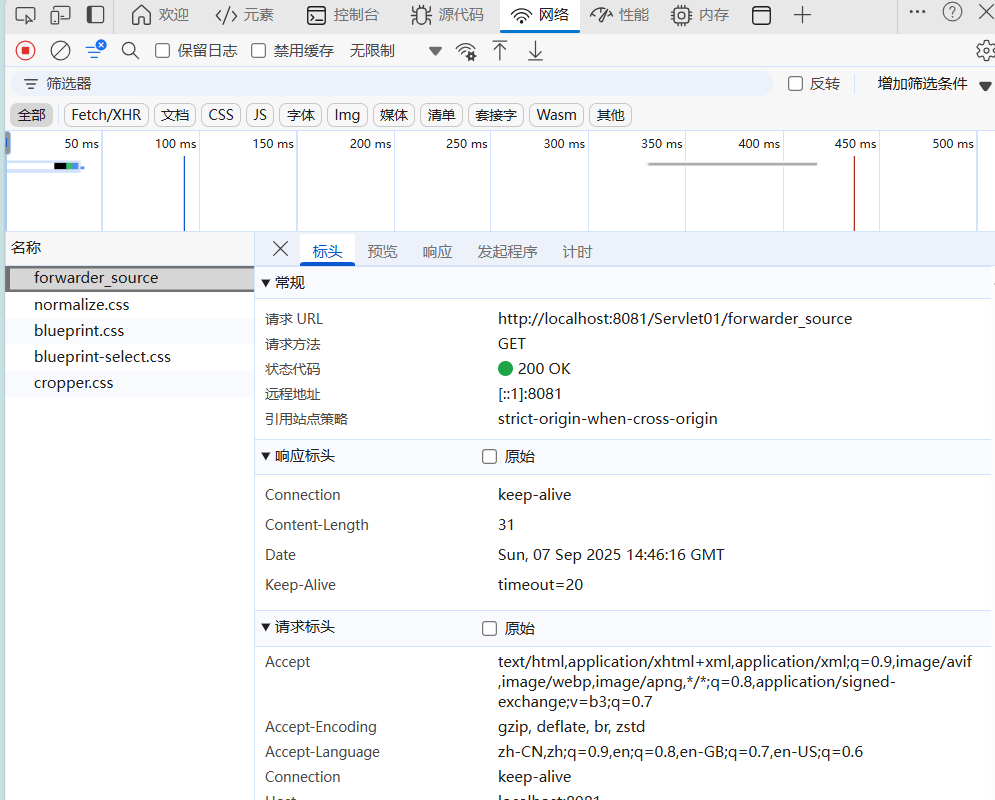 欢迎 元素 控制台 源代码 网络 性能 内存
保留日志 禁用缓存 无限制
筛选器 反转 增加筛选条件
全部 Fetch/XHR 文档 CSS JS 字体 Img 媒体 清单 套接字 Wasm 其他
50 ms 100 ms 150 ms 200 ms 250 ms 300 ms 350 ms 400 ms 450 ms 500 ms
名称
forwarder_source
normalize.css
blueprint.css
blueprint-select.css
cropper.css
标头 预览 响应 发起程序 计时
常规
请求 URL http://localhost:8081/Servlet01/forwarder_source
请求方法 GET
状态代码 200 OK
远程地址 [::1]:8081
引用站点策略 strict-origin-when-cross-origin
响应标头 原始
Connection keep-alive
Content-Length 31
Date Sun, 07 Sep 2025 14:46:16 GMT
Keep-Alive timeout=20
请求标头 原始
Accept text/html,application/xhtml+xml,application/xml;q=0.9,image/avif
,image/webp,image/apng,*/*;q=0.8,application/signed-
exchange;v=b3;q=0.7
Accept-Encoding gzip, deflate, br, zstd
Accept-Language zh-CN,zh;q=0.9,en;q=0.8,en-GB;q=0.7,en-US;q=0.6
Connection keep-alive
Host localhost:8081